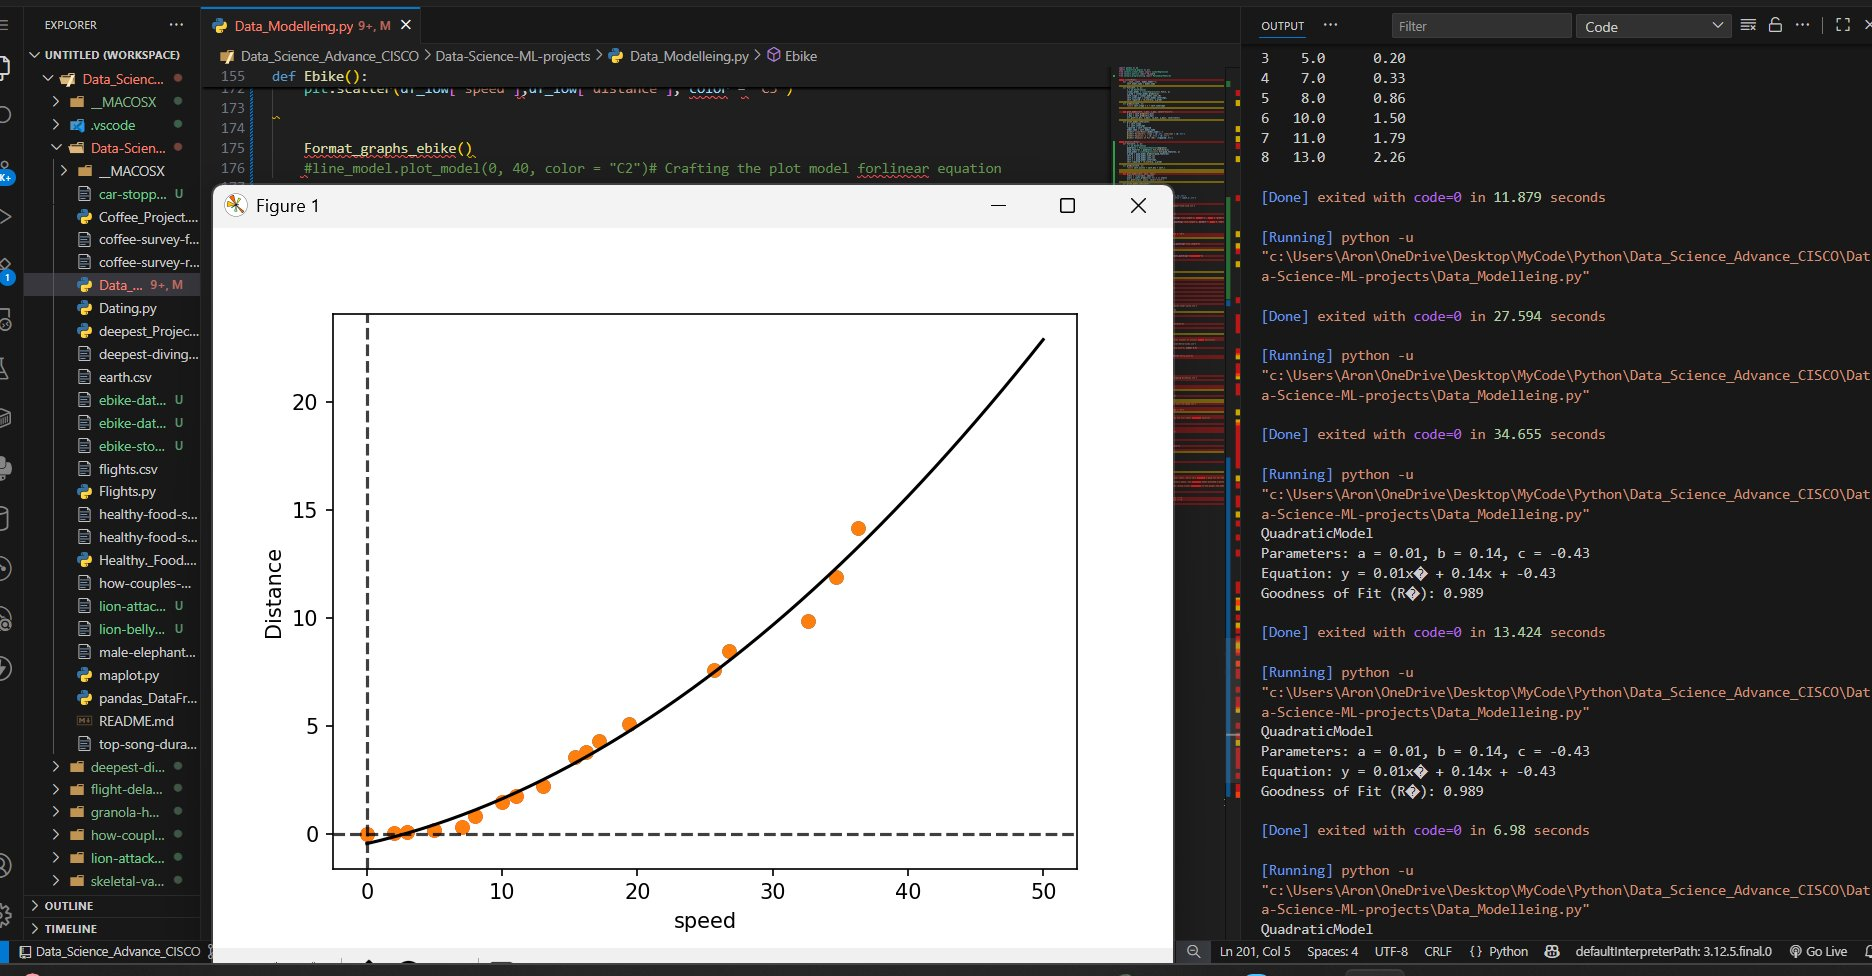 EXPLORER
UNTITLED (WORKSPACE)
Data_Scienc...
__MACOSX
.vscode
Data-Scien...
__MACOSX
car-stopp... U
Coffee_Project....
coffee-survey-f...
coffee-survey-r...
Data_... 9+, M
Dating.py
deepest_Projec...
deepest-diving...
earth.csv
ebike-dat... U
ebike-dat... U
ebike-sto... U
flights.csv
Flights.py
healthy-food-s...
healthy-food-s...
Healthy._Food....
how-couples-...
lion-attac... U
lion-belly... U
male-elephant...
maplot.py
pandas_DataFr...
README.md
top-song-dura...
deepest-di...
flight-dela...
granola-h...
how-coupl...
lion-attack...
skeletal-va...
OUTLINE
TIMELINE
K+
1
Data_Modelleing.py 9+, M
Data_Science_Advance_CISCO > Data-Science-ML-projects > Data_Modelleing.py > Ebike
155 def Ebike():
172 plt.scatter(df_low["speed"],df_low["distance"], color = "C5")
173
174
175 Format_graphs_ebike()
176 #line_model.plot_model(0, 40, color = "C2")# Crafting the plot model forlinear equation
Figure 1
Distance
20
15
10
5
0
0 10 20 30 40 50
speed
OUTPUT
Filter
Code
3 5.0 0.20
4 7.0 0.33
5 8.0 0.86
6 10.0 1.50
7 11.0 1.79
8 13.0 2.26
[Done] exited with code=0 in 11.879 seconds
[Running] python -u
"c:\Users\Aron\OneDrive\Desktop\MyCode\Python\Data_Science_Advance_CISCO\Dat
a-Science-ML-projects\Data_Modelleing.py"
[Done] exited with code=0 in 27.594 seconds
[Running] python -u
"c:\Users\Aron\OneDrive\Desktop\MyCode\Python\Data_Science_Advance_CISCO\Dat
a-Science-ML-projects\Data_Modelleing.py"
[Done] exited with code=0 in 34.655 seconds
[Running] python -u
"c:\Users\Aron\OneDrive\Desktop\MyCode\Python\Data_Science_Advance_CISCO\Dat
a-Science-ML-projects\Data_Modelleing.py"
QuadraticModel
Parameters: a = 0.01, b = 0.14, c = -0.43
Equation: y = 0.01x� + 0.14x + -0.43
Goodness of Fit (R�): 0.989
[Done] exited with code=0 in 13.424 seconds
[Running] python -u
"c:\Users\Aron\OneDrive\Desktop\MyCode\Python\Data_Science_Advance_CISCO\Dat
a-Science-ML-projects\Data_Modelleing.py"
QuadraticModel
Parameters: a = 0.01, b = 0.14, c = -0.43
Equation: y = 0.01x� + 0.14x + -0.43
Goodness of Fit (R�): 0.989
[Done] exited with code=0 in 6.98 seconds
[Running] python -u
"c:\Users\Aron\OneDrive\Desktop\MyCode\Python\Data_Science_Advance_CISCO\Dat
a-Science-ML-projects\Data_Modelleing.py"
QuadraticModel
Data_Science_Advance_CISCO
Ln 201, Col 5 Spaces: 4 UTF-8 CRLF {} Python defaultInterpreterPath: 3.12.5.final.0 Go Live